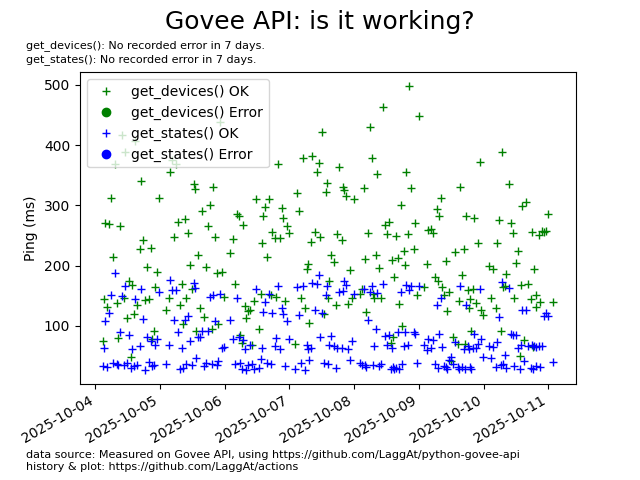 Govee API: is it working?
get_devices(): No recorded error in 7 days.
get_states(): No recorded error in 7 days.
get_devices() OK
get_devices() Error
get_states() OK
get_states() Error
Ping (ms)
500
400
300
200
100
2025-10-04
2025-10-05
2025-10-06
2025-10-07
2025-10-08
2025-10-09
2025-10-10
2025-10-11
data source: Measured on Govee API, using https://github.com/LaggAt/python-govee-api
history & plot: https://github.com/LaggAt/actions